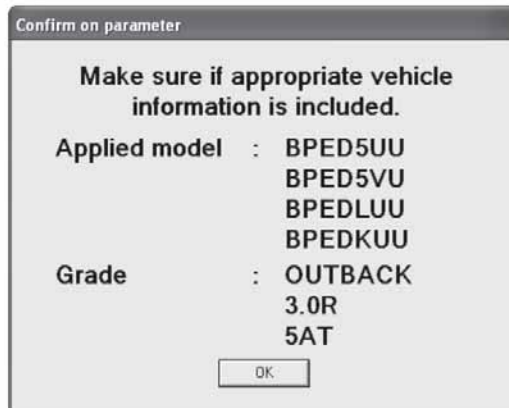 Confirm on parameter
Make sure if appropriate vehicle
information is included.
Applied model : BPED5UU
BPED5VU
BPEDLUU
BPEDKUU
Grade : OUTBACK
3.0R
5AT
OK